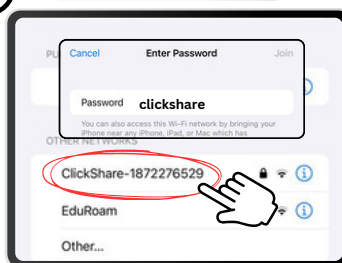 PU
Cancel Enter Password Join
Password clickshare
You can also access this Wi-Fi network by bringing your
iPhone near any iPhone, iPad, or Mac which has
OTHER NETWORKS
ClickShare-1872276529
EduRoam
Other...